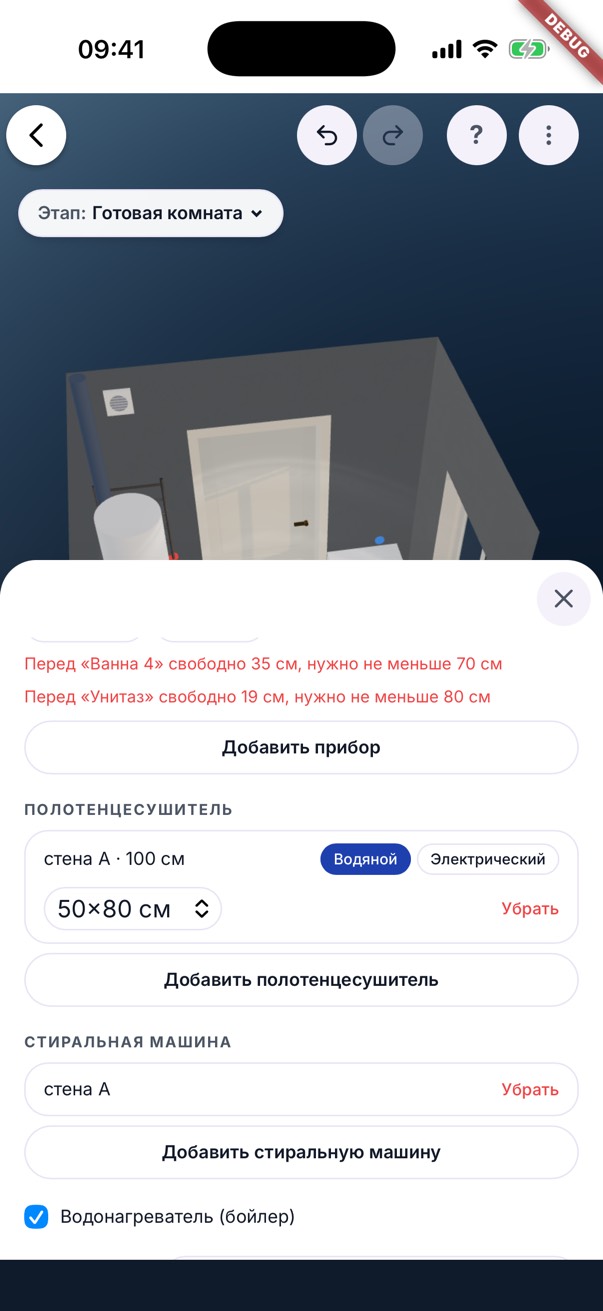 09:41
DEBUG
?
Этап: Готовая комната
Перед «Ванна 4» свободно 35 см, нужно не меньше 70 см
Перед «Унитаз» свободно 19 см, нужно не меньше 80 см
Добавить прибор
ПОЛОТЕНЦЕСУШИТЕЛЬ
стена А · 100 см
Водяной
Электрический
50×80 см
Убрать
Добавить полотенцесушитель
СТИРАЛЬНАЯ МАШИНА
стена А
Убрать
Добавить стиральную машину
Водонагреватель (бойлер)